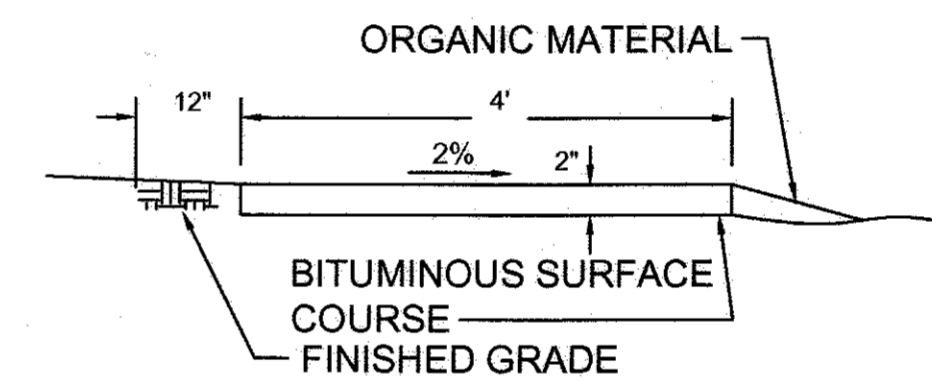 ORGANIC MATERIAL
12"
4'
2%
2"
BITUMINOUS SURFACE
COURSE
FINISHED GRADE